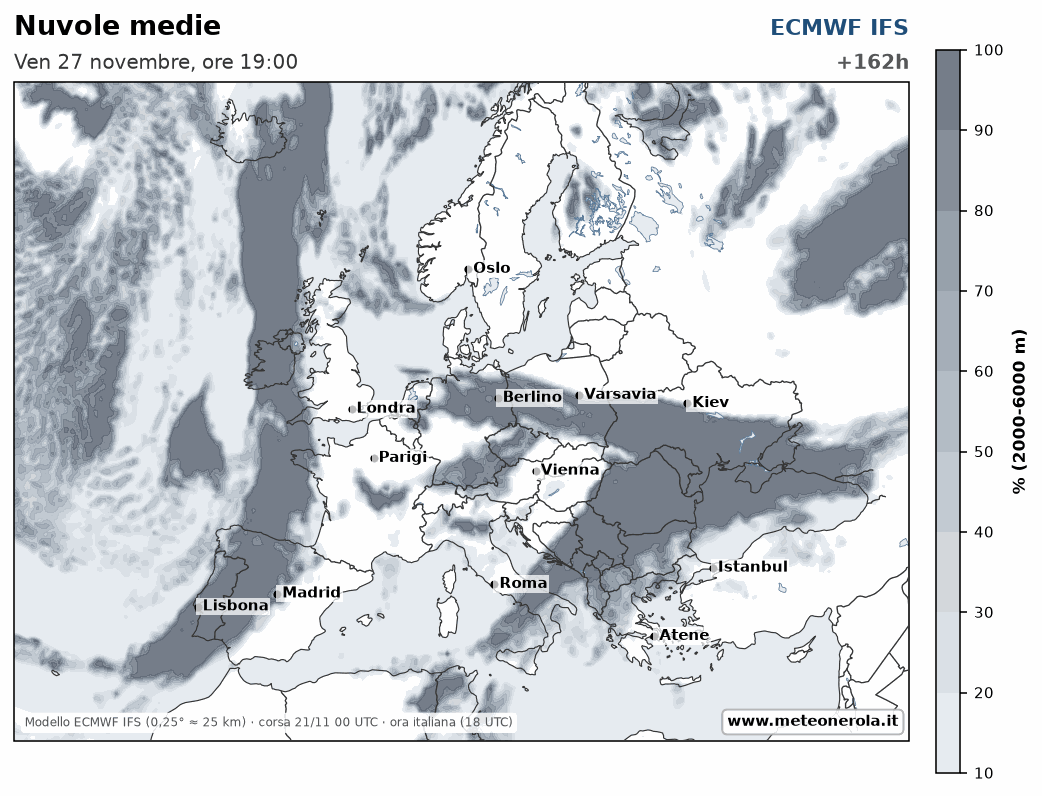 Nuvole medie
ECMWF IFS
Ven 27 novembre, ore 19:00
+162h
Oslo
Londra
Berlino
Varsavia
Kiev
Parigi
Vienna
Istanbul
Roma
Madrid
Lisbona
Atene
Modello ECMWF IFS (0,25° ≈ 25 km) · corsa 21/11 00 UTC · ora italiana (18 UTC)
www.meteonerola.it
100
90
80
70
60
50
40
30
20
10
% (2000-6000 m)